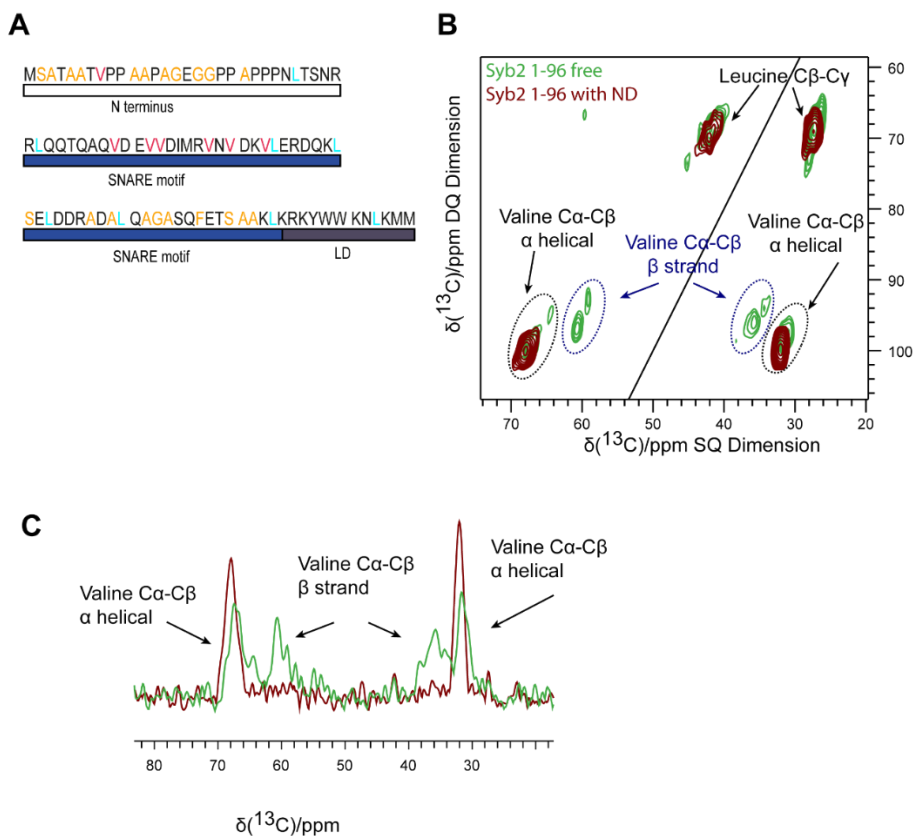 A
MSATAATVPP AAPAGEGGPP APPPNLTSNR
N terminus
RLQQTQAQVD EVVDIMRVNV DKVLERDQKL
SNARE motif
SELDDRADAL QAGASQFETS AAKLKRKYWW KNLKMM
SNARE motif
LD
B
Syb2 1-96 free
Syb2 1-96 with ND
Leucine Cβ-Cγ
Valine Cα-Cβ
α helical
Valine Cα-Cβ
β strand
Valine Cα-Cβ
α helical
δ(13C)/ppm DQ Dimension
60
70
80
90
100
70
60
50
40
30
20
δ(13C)/ppm SQ Dimension
C
Valine Cα-Cβ
α helical
Valine Cα-Cβ
β strand
Valine Cα-Cβ
α helical
80
70
60
50
40
30
δ(13C)/ppm